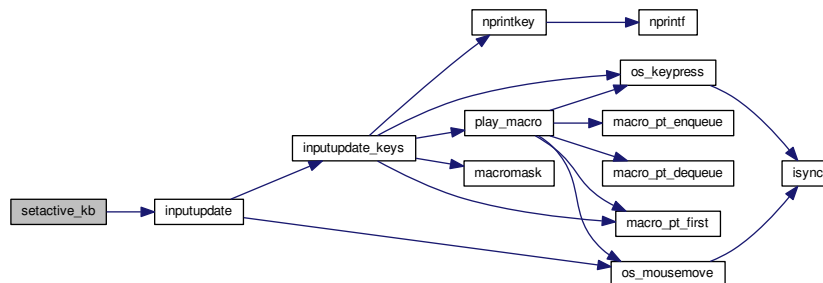 nprintkey
nprintf
os_keypress
play_macro
macro_pt_enqueue
inputupdate_keys
macromask
macro_pt_dequeue
isync
setactive_kb
inputupdate
macro_pt_first
os_mousemove